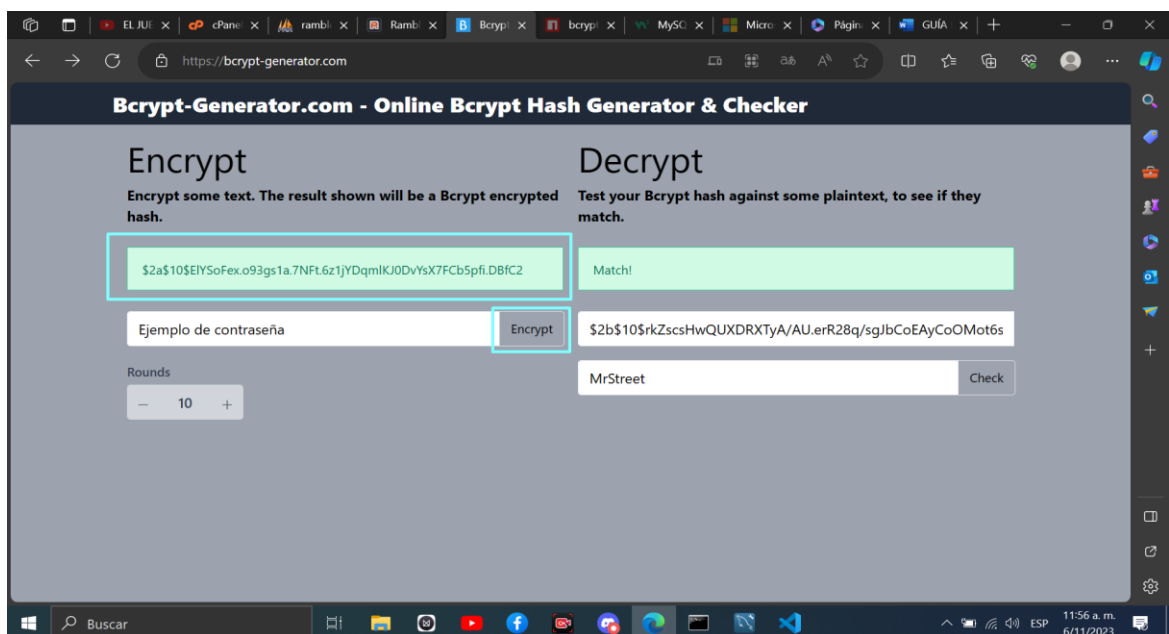 EL JUE
cPane
rambl
Rambl
Bcrypt
bcrypt
MySQ
Micro
Página
GUÍA
https://bcrypt-generator.com
Bcrypt-Generator.com - Online Bcrypt Hash Generator & Checker
Encrypt
Encrypt some text. The result shown will be a Bcrypt encrypted
hash.
$2a$10$ElYSoFex.o93gs1a.7NFt.6z1jYDqmlKJ0DvYsX7FCb5pfi.DBfC2
Ejemplo de contraseña
Encrypt
Rounds
10
Decrypt
Test your Bcrypt hash against some plaintext, to see if they
match.
Match!
$2b$10$rkZscsHwQUXDRXTyA/AU.erR28q/sgJbCoEAyCoOMot6s
MrStreet
Check
Buscar
ESP
11:56 a. m.
6/11/2023